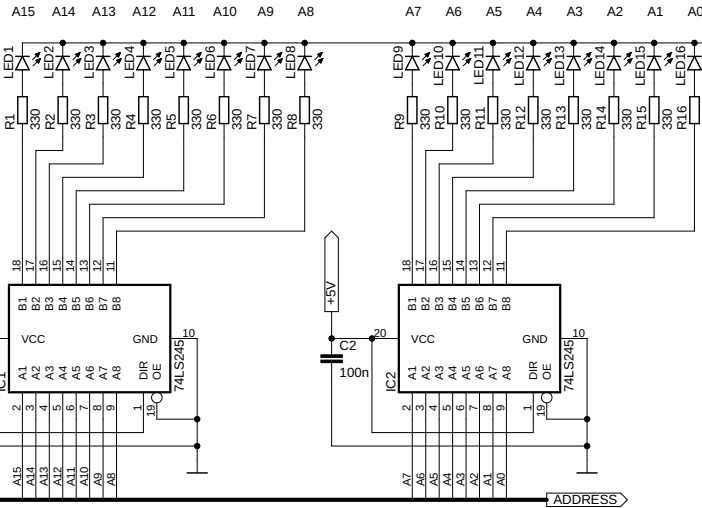 A15 A14 A13 A12 A11 A10 A9 A8 A7 A6 A5 A4 A3 A2 A1 A0
LED1 LED2 LED3 LED4 LED5 LED6 LED7 LED8 LED9 LED10 LED11 LED12 LED13 LED14 LED15 LED16
R1 330 R2 330 R3 330 R4 330 R5 330 R6 330 R7 330 R8 330 R9 330 R10 330 R11 330 R12 330 R13 330 R14 330 R15 330 R16
18 17 16 15 14 13 12 11 +5V 18 17 16 15 14 13 12 11
B1 B2 B3 B4 B5 B6 B7 B8 B1 B2 B3 B4 B5 B6 B7 B8
VCC GND 10 C2 20 VCC GND 10
100n
A1 A2 A3 A4 A5 A6 A7 A8 DIR OE 74LS245 A1 A2 A3 A4 A5 A6 A7 A8 DIR OE 74LS245
IC1 IC2
2 3 4 5 6 7 8 9 1 19 2 3 4 5 6 7 8 9 1 19
A15 A14 A13 A12 A11 A10 A9 A8 A7 A6 A5 A4 A3 A2 A1 A0
ADDRESS